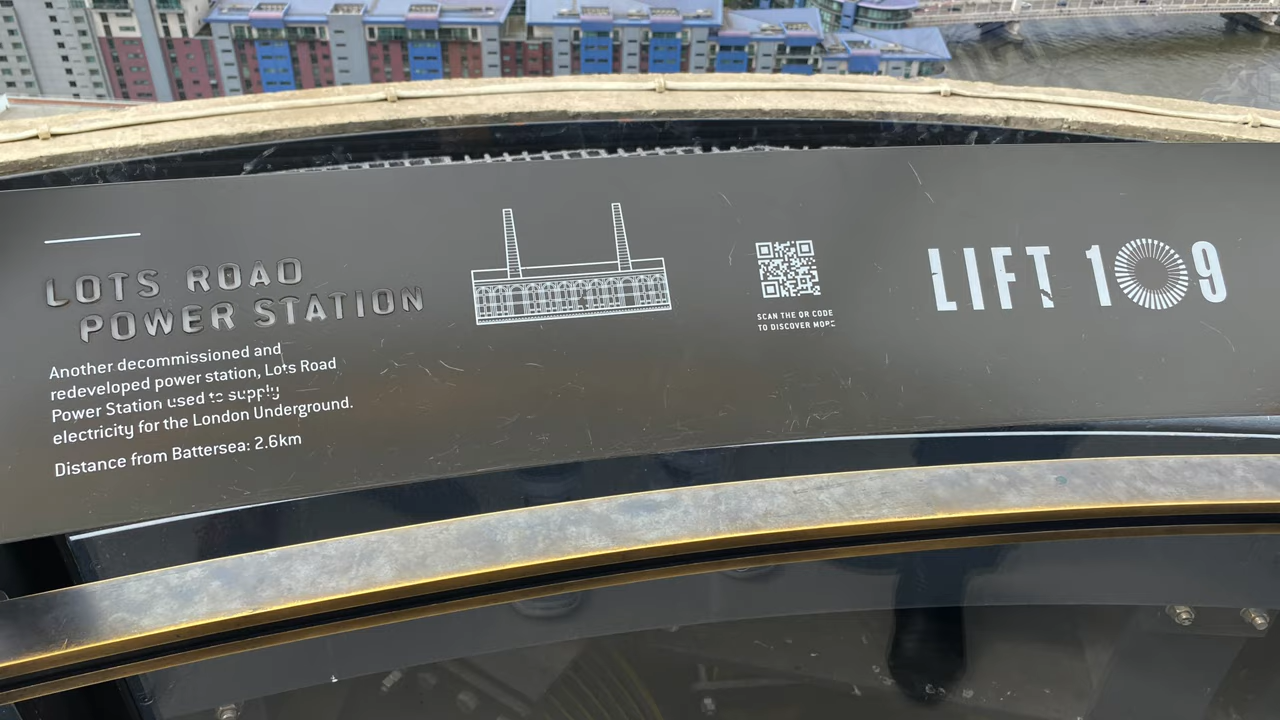 LOTS ROAD
POWER STATION
Another decommissioned and
redeveloped power station, Lots Road
Power Station used to supply
electricity for the London Underground.
Distance from Battersea: 2.6km
SCAN THE QR CODE
TO DISCOVER MORE
LIFT 109